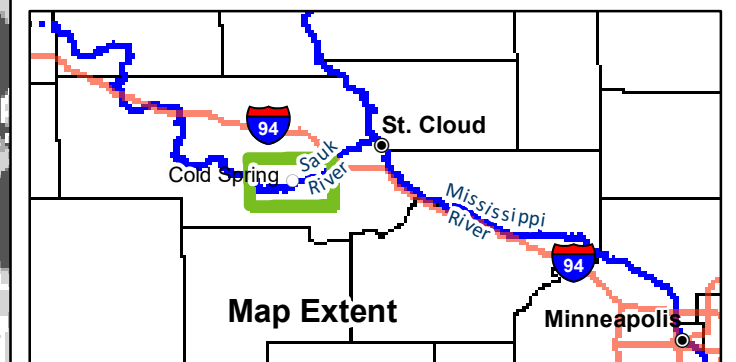 94
St. Cloud
Sauk
River
Cold Spring
Mississippi
River
94
Map Extent
Minneapolis